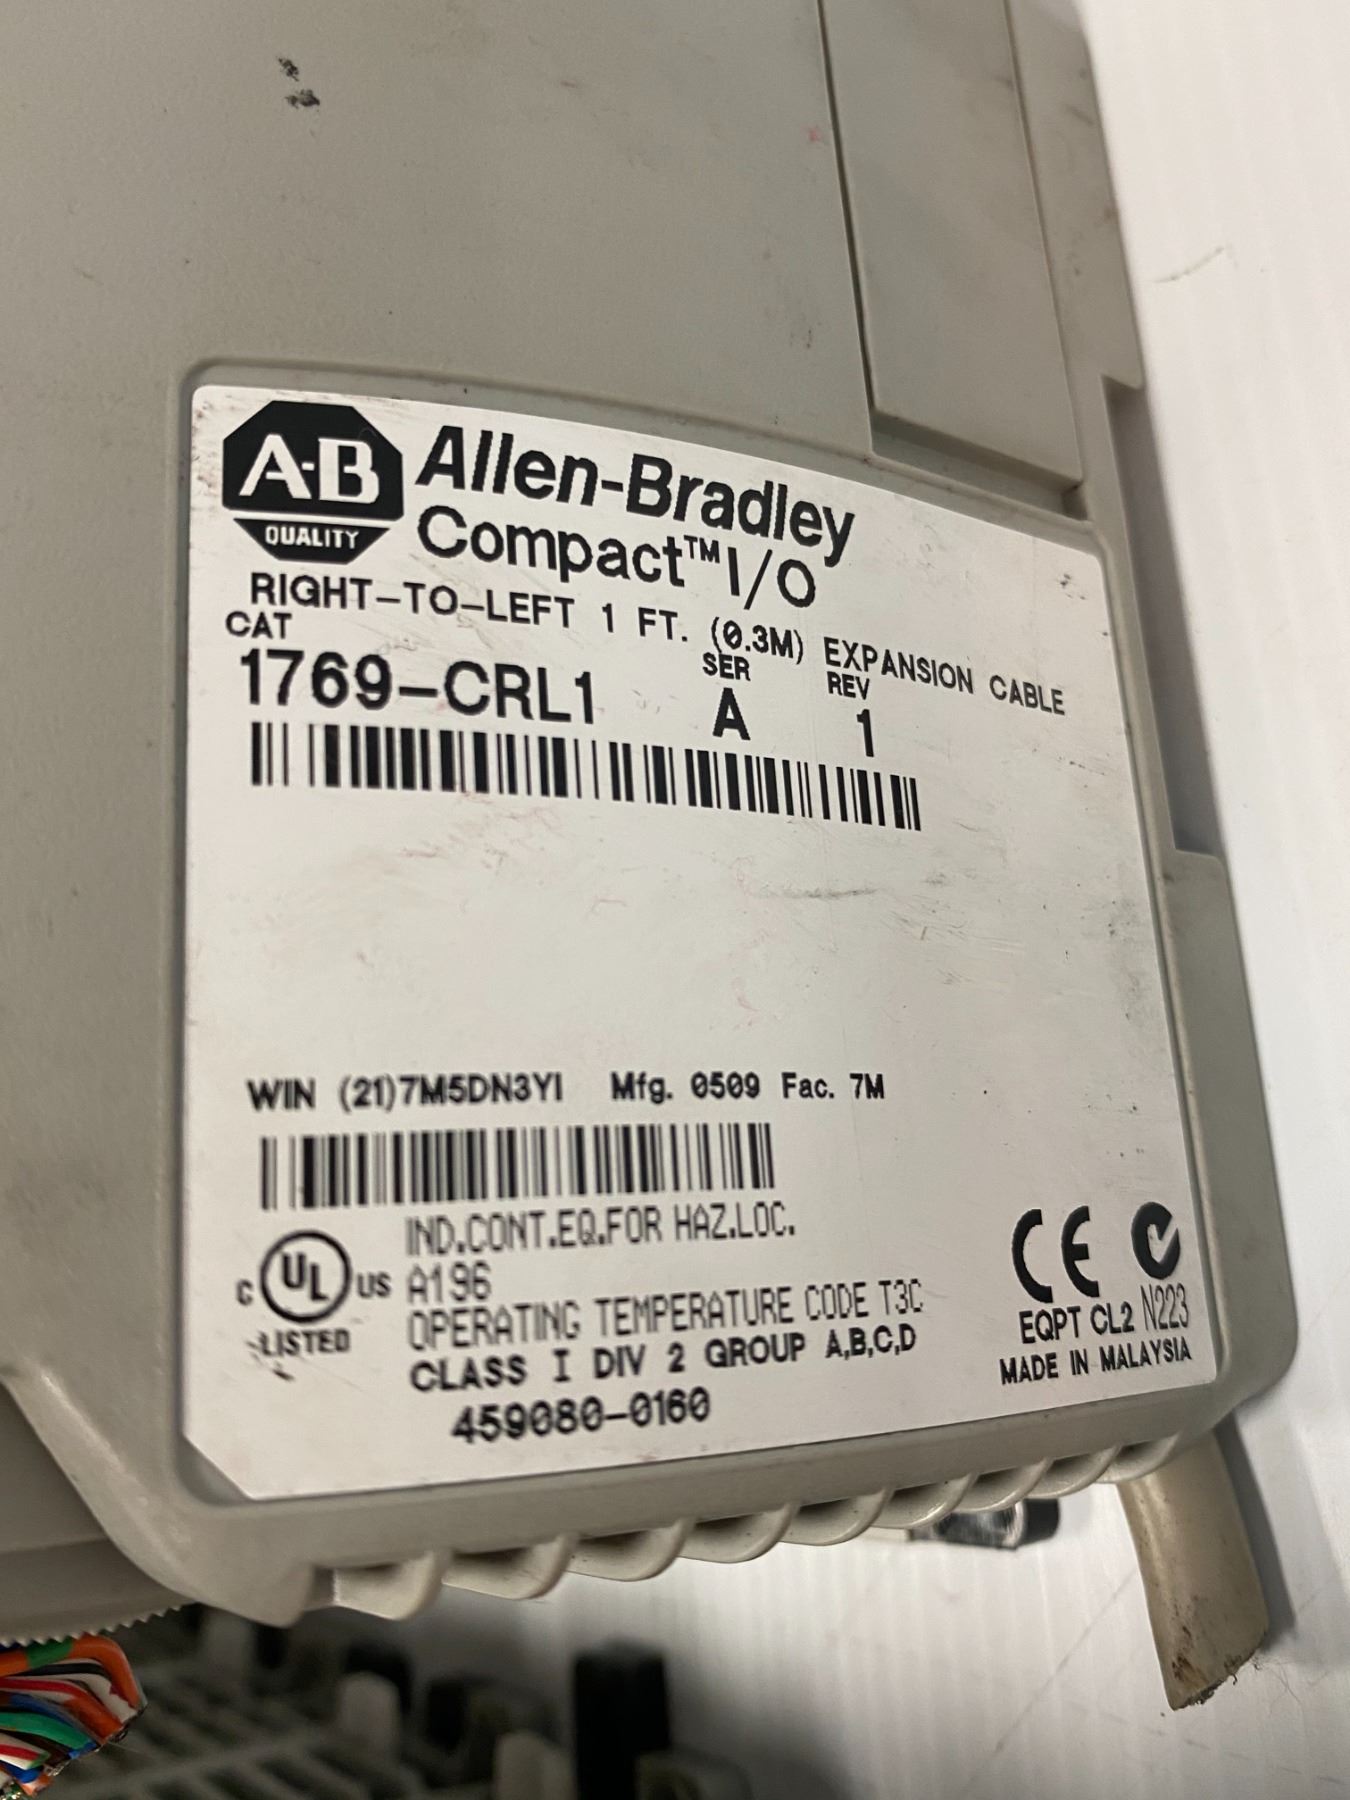 A-B
QUALITY
Allen-Bradley
Compact™ I/O
RIGHT-TO-LEFT 1 FT. (0.3M) EXPANSION CABLE
CAT SER REV
1769-CRL1 A 1
WIN (21)7M5DN3YI Mfg. 0509 Fac. 7M
IND.CONT.EQ.FOR HAZ.LOC.
C UL US A196
LISTED
OPERATING TEMPERATURE CODE T3C
CLASS I DIV 2 GROUP A,B,C,D
459080-0160
CE
EQPT CL2 N223
MADE IN MALAYSIA